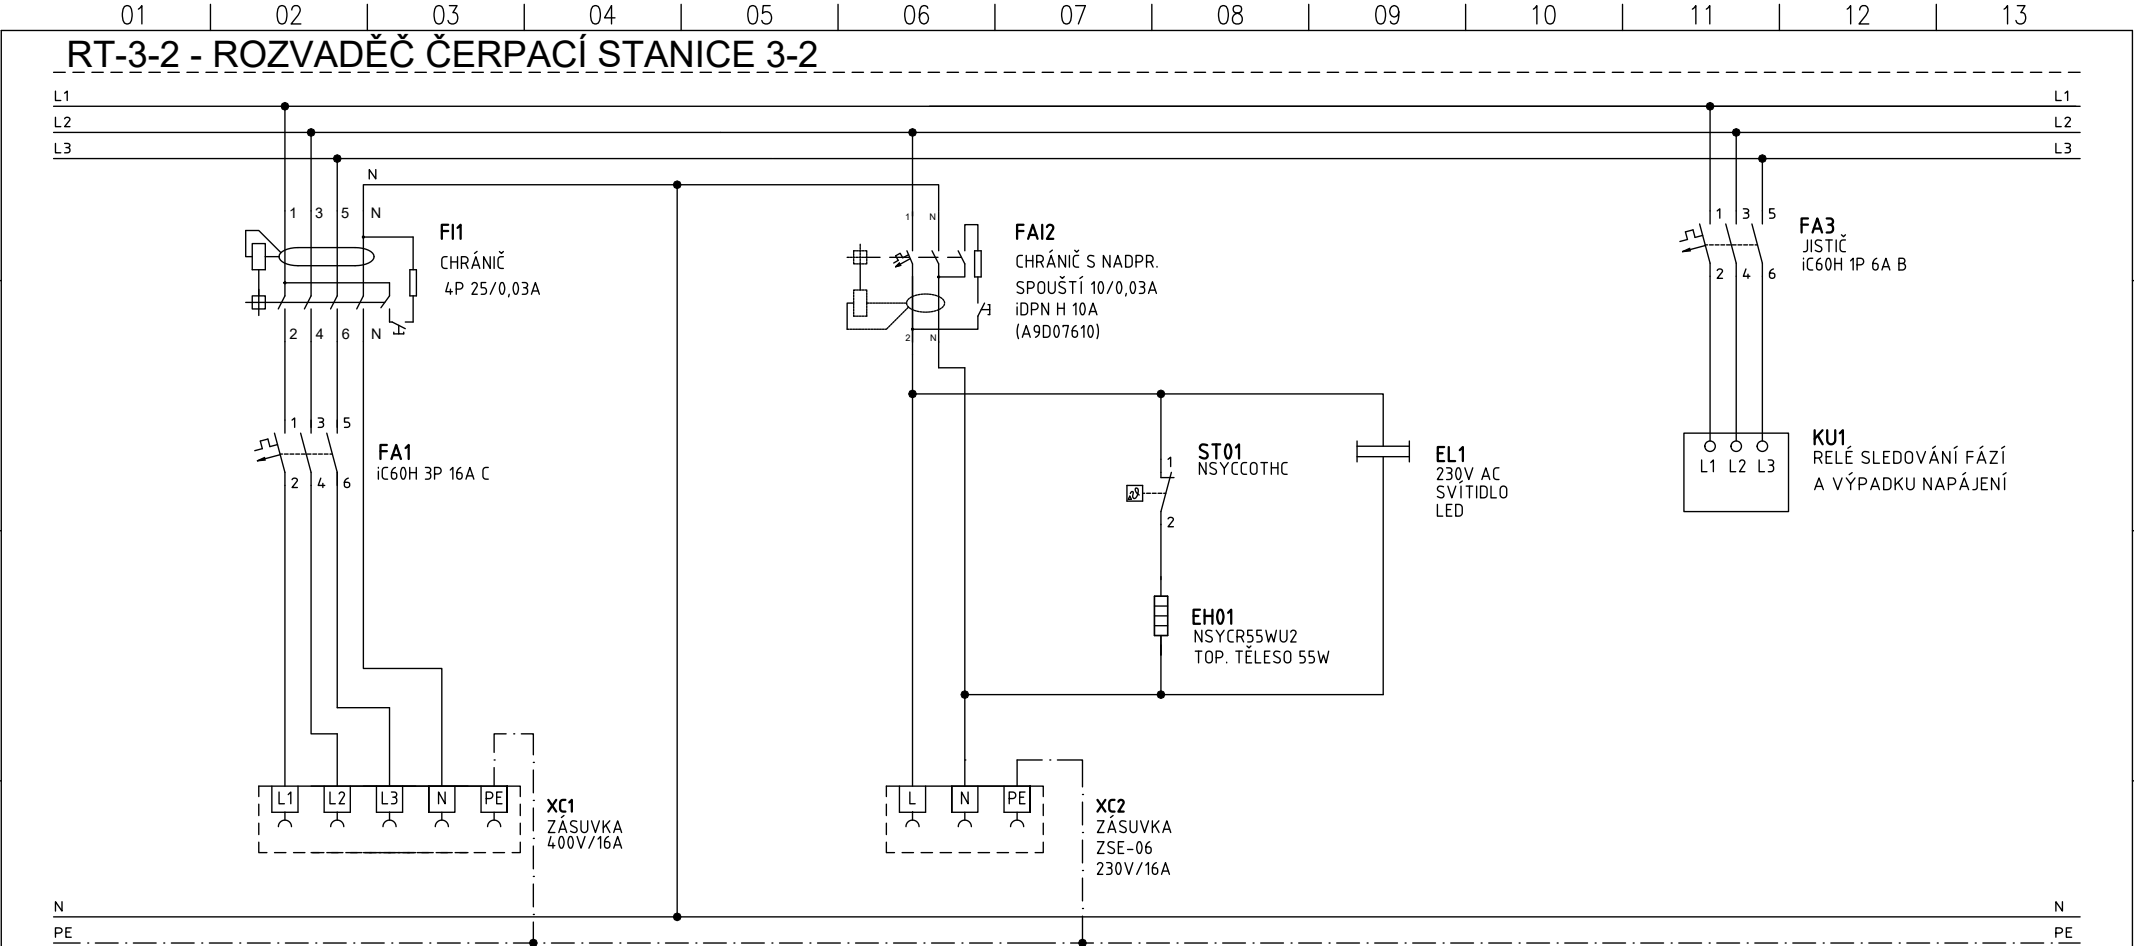 01 02 03 04 05 06 07 08 09 10 11 12 13
RT-3-2 - ROZVADĚČ ČERPACÍ STANICE 3-2
L1 L1
L2 L2
L3 L3
N
1 3 5 N
FI1
CHRÁNIČ
4P 25/0,03A
2 4 6 N
1 N
FAI2
CHRÁNIČ S NADPR.
SPOUŠTÍ 10/0,03A
iDPN H 10A
(A9D07610)
2 N
1 3 5
FA3
JISTIČ
iC60H 1P 6A B
2 4 6
1 3 5
FA1
iC60H 3P 16A C
2 4 6
ST01
NSYCCOTHC
1
2
EL1
230V AC
SVÍTIDLO
LED
L1 L2 L3
KU1
RELÉ SLEDOVÁNÍ FÁZÍ
A VÝPADKU NAPÁJENÍ
EH01
NSYCR55WU2
TOP. TĚLESO 55W
L1 L2 L3 N PE
XC1
ZÁSUVKA
400V/16A
L N PE
XC2
ZÁSUVKA
ZSE-06
230V/16A
N N
PE PE